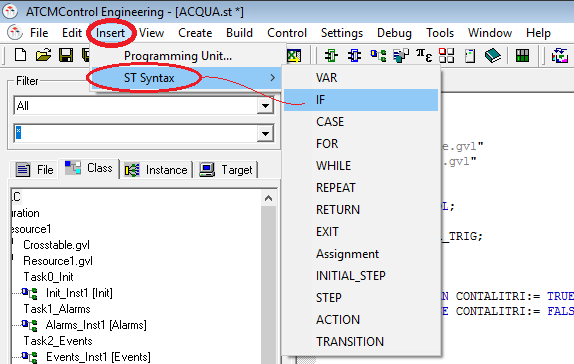 ATCMControl Engineering - [ACQUA.st *]
File Edit Insert View Create Build Control Settings Debug Tools Window Help
Programming Unit...
ST Syntax
VAR
IF
CASE
FOR
WHILE
REPEAT
RETURN
EXIT
Assignment
INITIAL_STEP
STEP
ACTION
TRANSITION
Filter
All
*
File Class Instance Target
Crosstable.gvl
Resource1.gvl
Task0_Init
Init_Inst1 [Init]
Task1_Alarms
Alarms_Inst1 [Alarms]
Task2_Events
Events_Inst1 [Events]
e.gvl"
.gvl"
L;
_TRIG;
N CONTALITRI:= TRUE
E CONTALITRI:= FALS